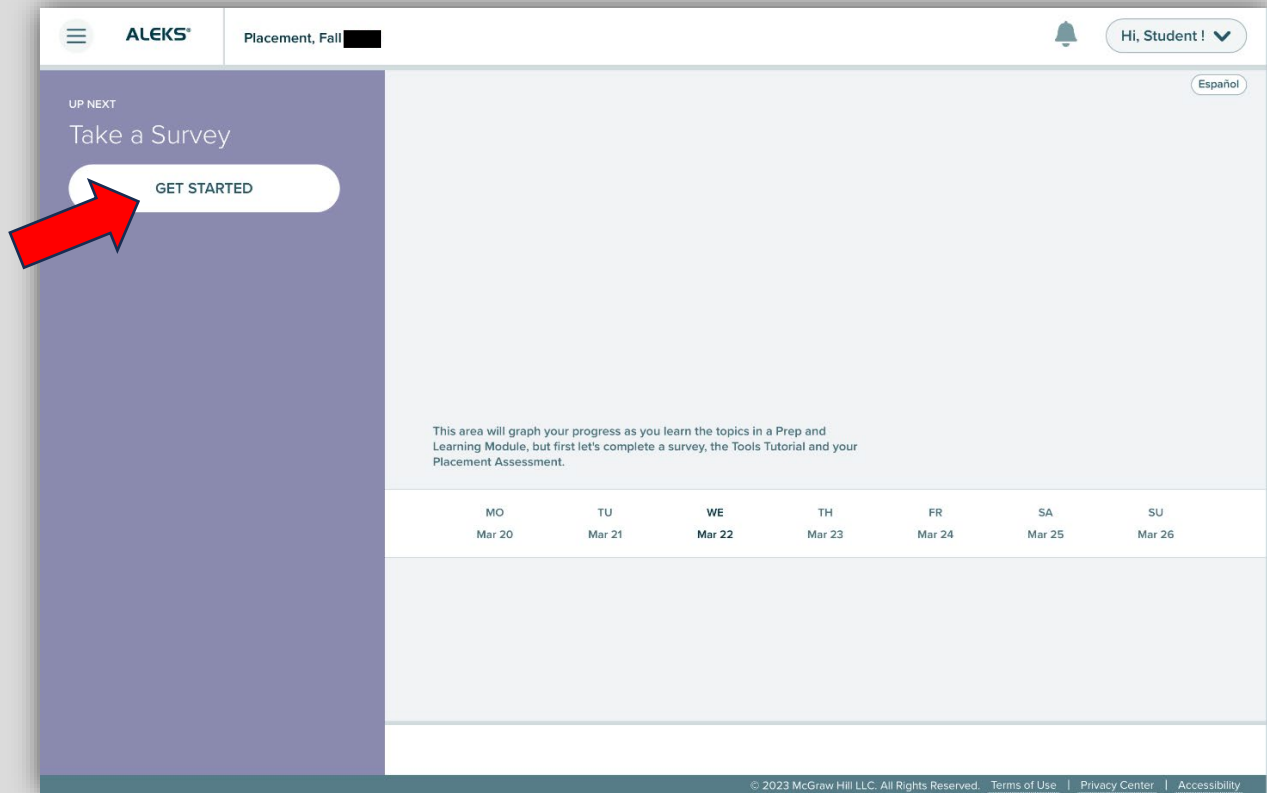 ALEKS®
Placement, Fall
Hi, Student !
Español
UP NEXT
Take a Survey
GET STARTED
This area will graph your progress as you learn the topics in a Prep and
Learning Module, but first let's complete a survey, the Tools Tutorial and your
Placement Assessment.
MO TU WE TH FR SA SU
Mar 20 Mar 21 Mar 22 Mar 23 Mar 24 Mar 25 Mar 26
© 2023 McGraw Hill LLC. All Rights Reserved. Terms of Use | Privacy Center | Accessibility